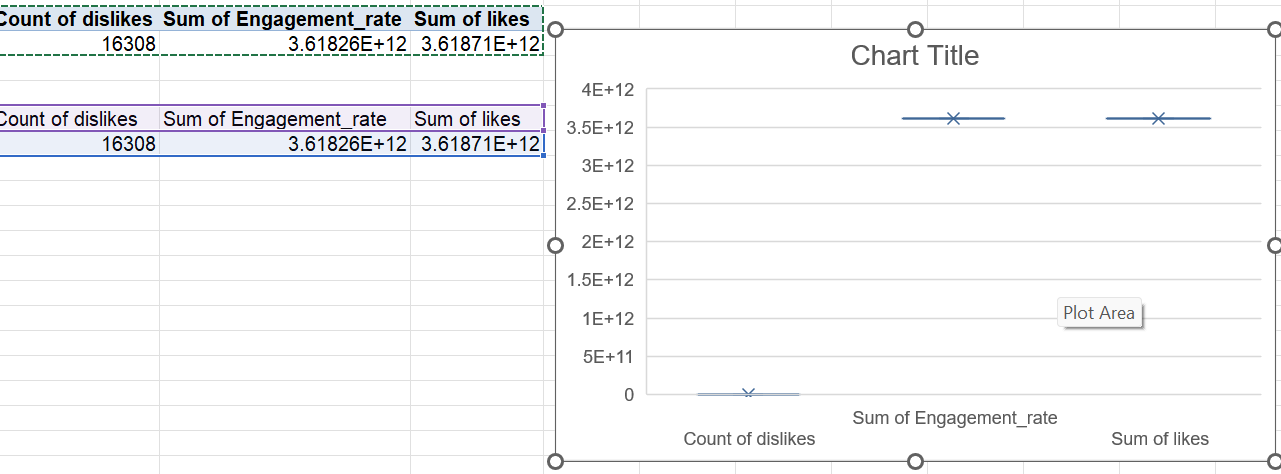 Count of dislikes Sum of Engagement_rate Sum of likes
16308 3.61826E+12 3.61871E+12
Count of dislikes Sum of Engagement_rate Sum of likes
16308 3.61826E+12 3.61871E+12
Chart Title
4E+12
3.5E+12
3E+12
2.5E+12
2E+12
1.5E+12
1E+12
5E+11
0
Plot Area
Sum of Engagement_rate
Count of dislikes Sum of likes